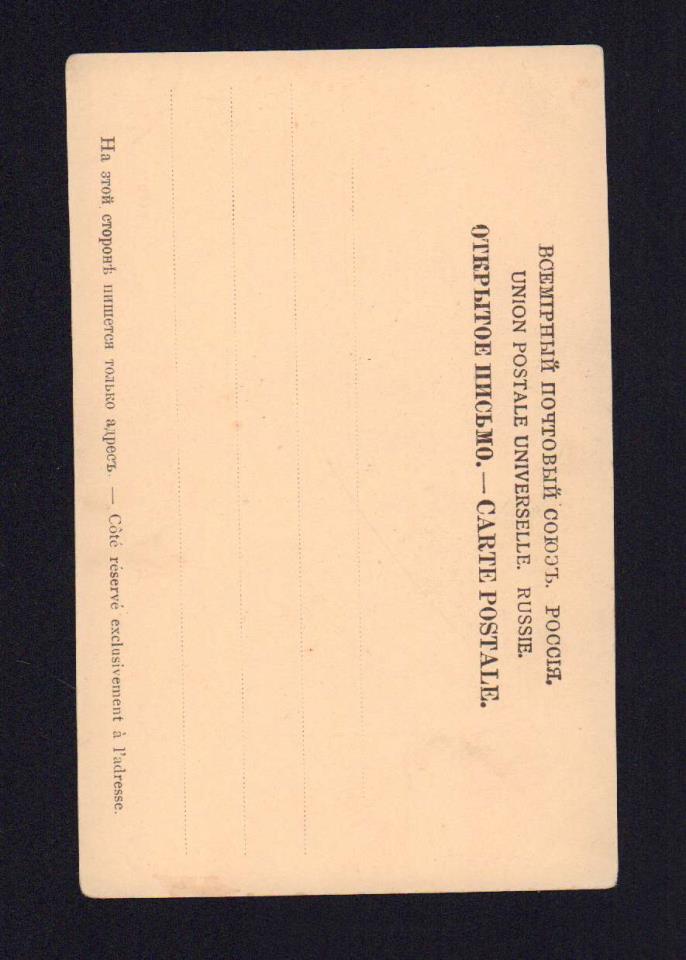 ВСЕМІРНЫЙ ПОЧТОВЫЙ СОЮЗЪ. РОССІЯ.
UNION POSTALE UNIVERSELLE. RUSSIE.
ОТКРЫТОЕ ПИСЬМО. — CARTE POSTALE.
На этой сторонѣ пишется только адресъ. — Côté réservé exclusivement à l'adresse.